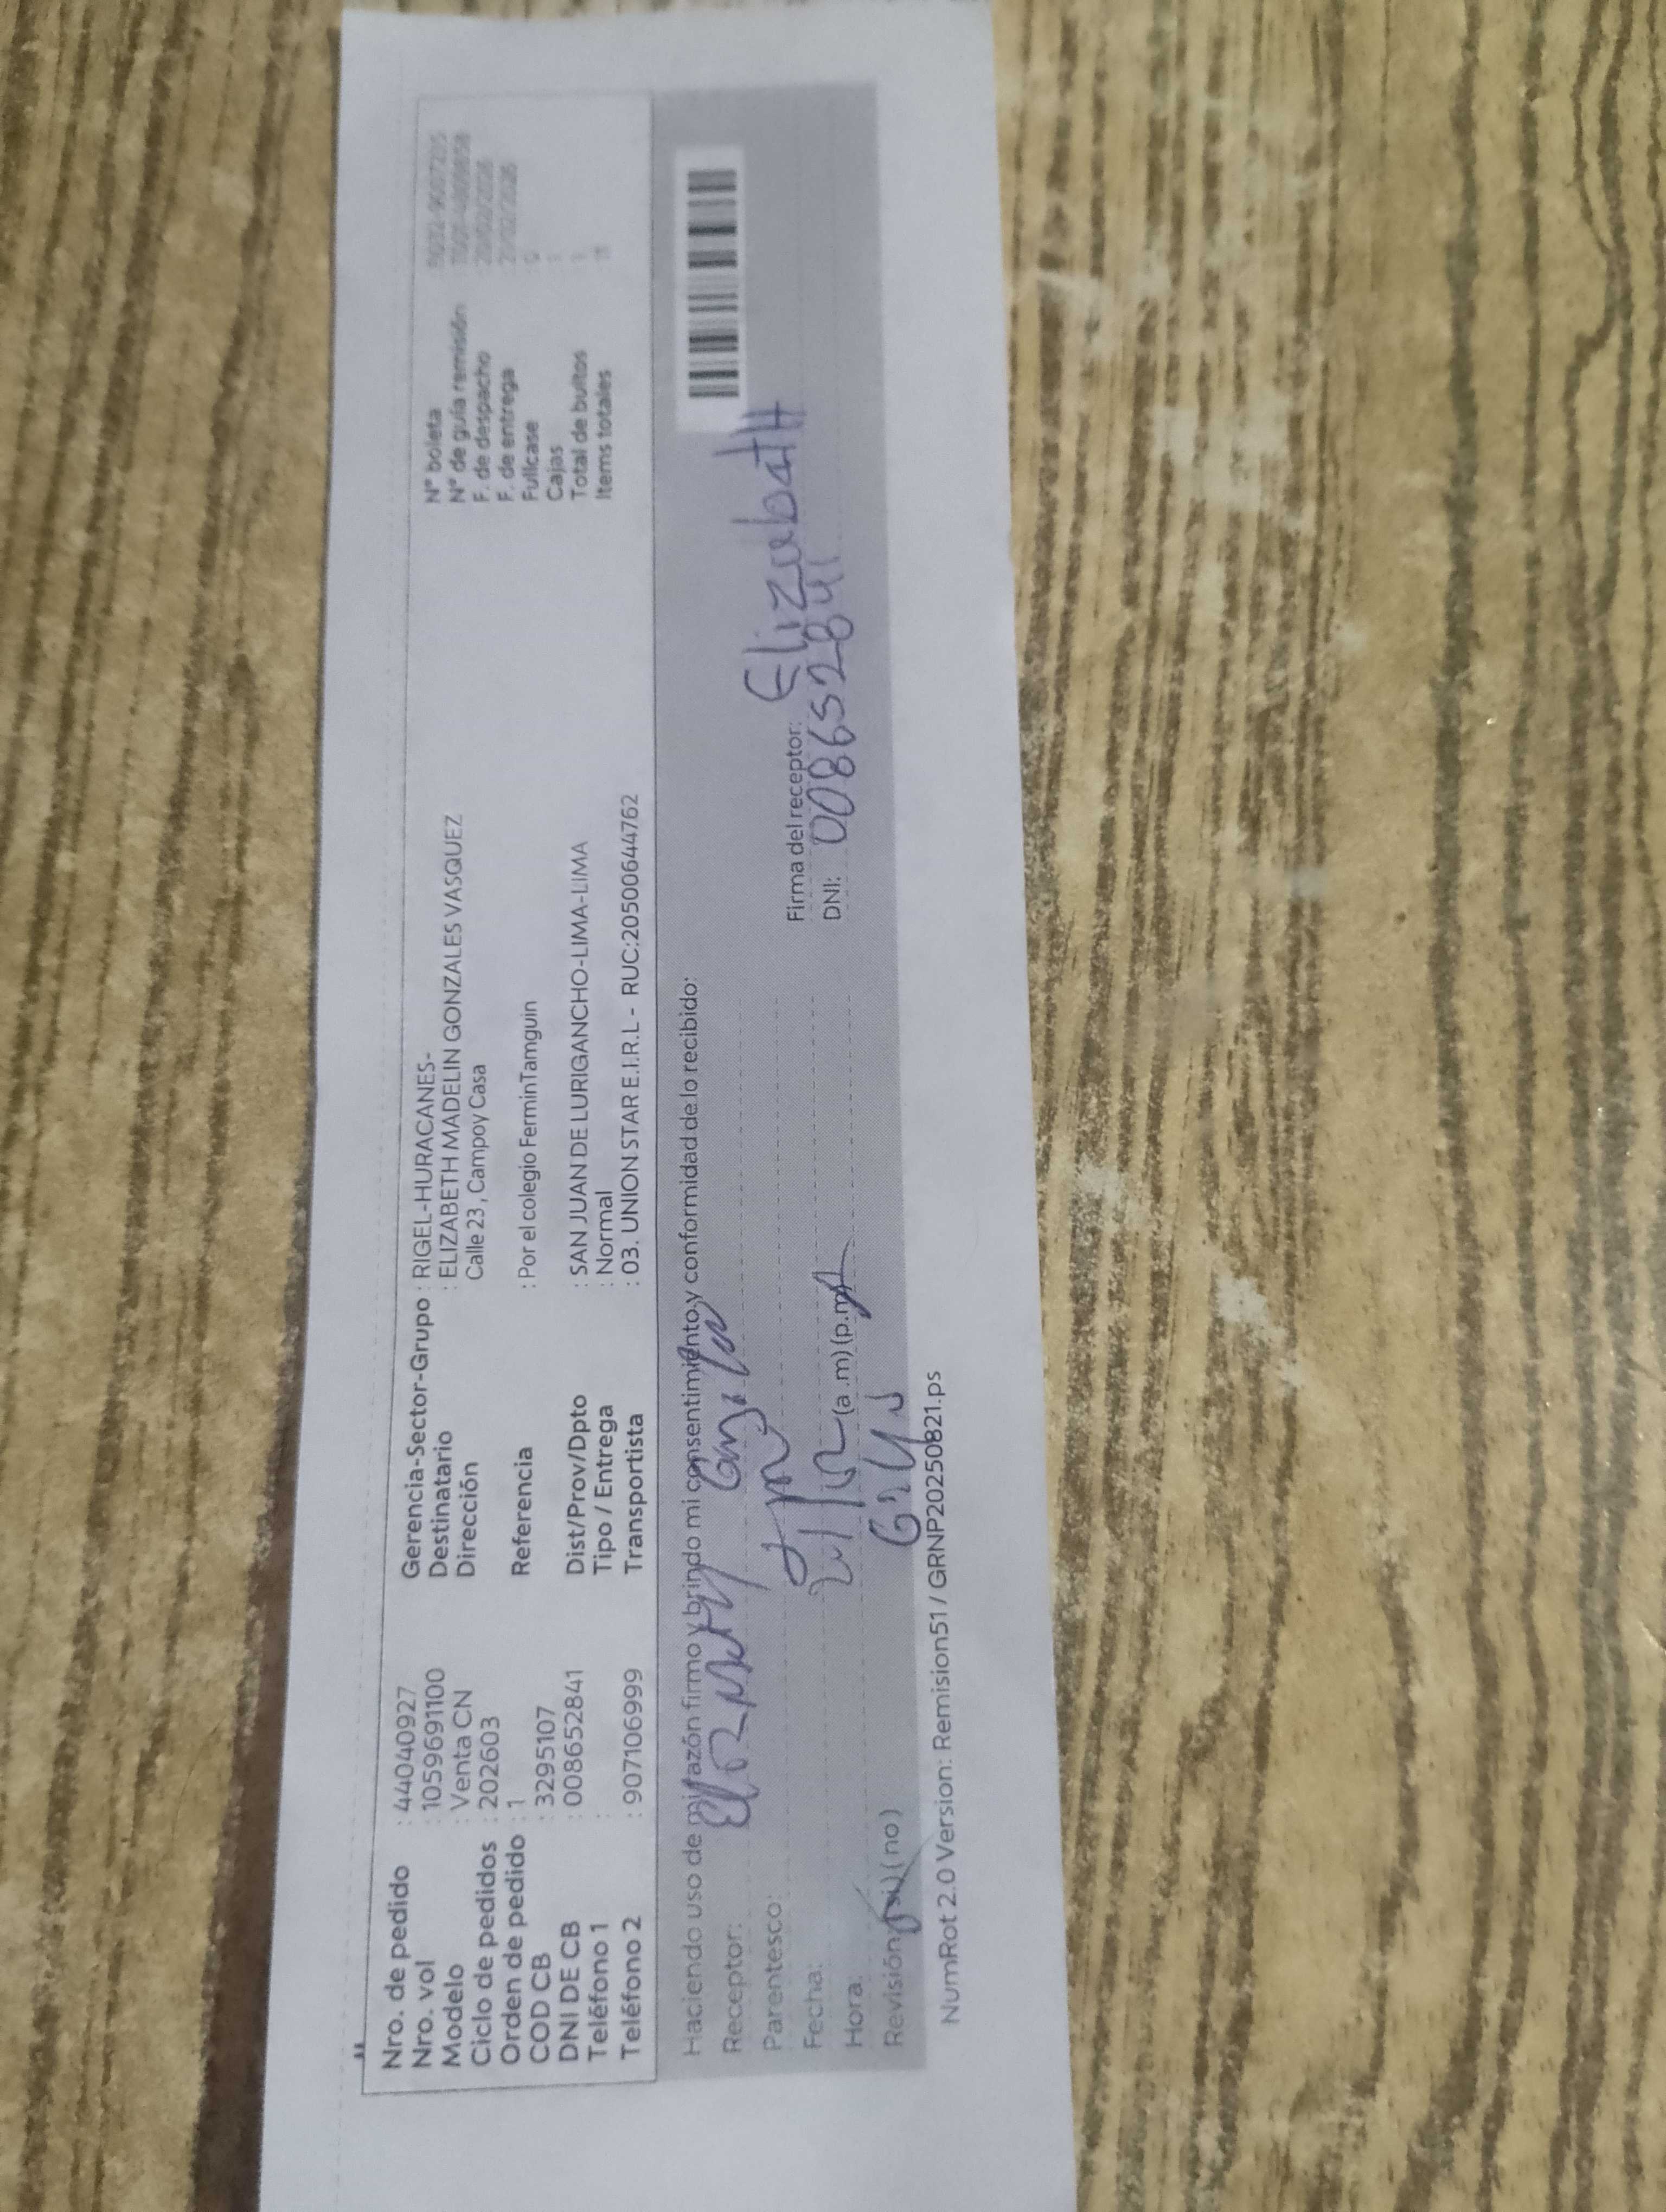 Nro. de pedido : 44040927
Nro. vol : 1059691100
Modelo : Venta CN
Ciclo de pedidos : 202603
Orden de pedido : 1
COD CB : 3295107
DNI DE CB : 008652841
Teléfono 1 :
Teléfono 2 : 907106999
Gerencia-Sector-Grupo : RIGEL-HURACANES-
Destinatario : ELIZABETH MADELIN GONZALES VASQUEZ
Dirección Calle 23 , Campoy Casa
Referencia : Por el colegio FerminTamguin
Dist/Prov/Dpto : SAN JUAN DE LURIGANCHO-LIMA-LIMA
Tipo / Entrega : Normal
Transportista : 03. UNION STAR E.I.R.L - RUC:20500644762
N° boleta
N° de guía remisión
F. de despacho
F. de entrega
Fullcase
Cajas
Total de bultos
Items totales
Haciendo uso de mi razón firmo y brindo mi consentimiento y conformidad de lo recibido:
Receptor:
Parentesco:
Fecha:
Hora: (a.m) (p.m)
Revisión: (si) (no)
Firma del receptor: Elizabeth
DNI: 008652841
NumRot 2.0 Version: Remision51 / GRNP20250821.ps